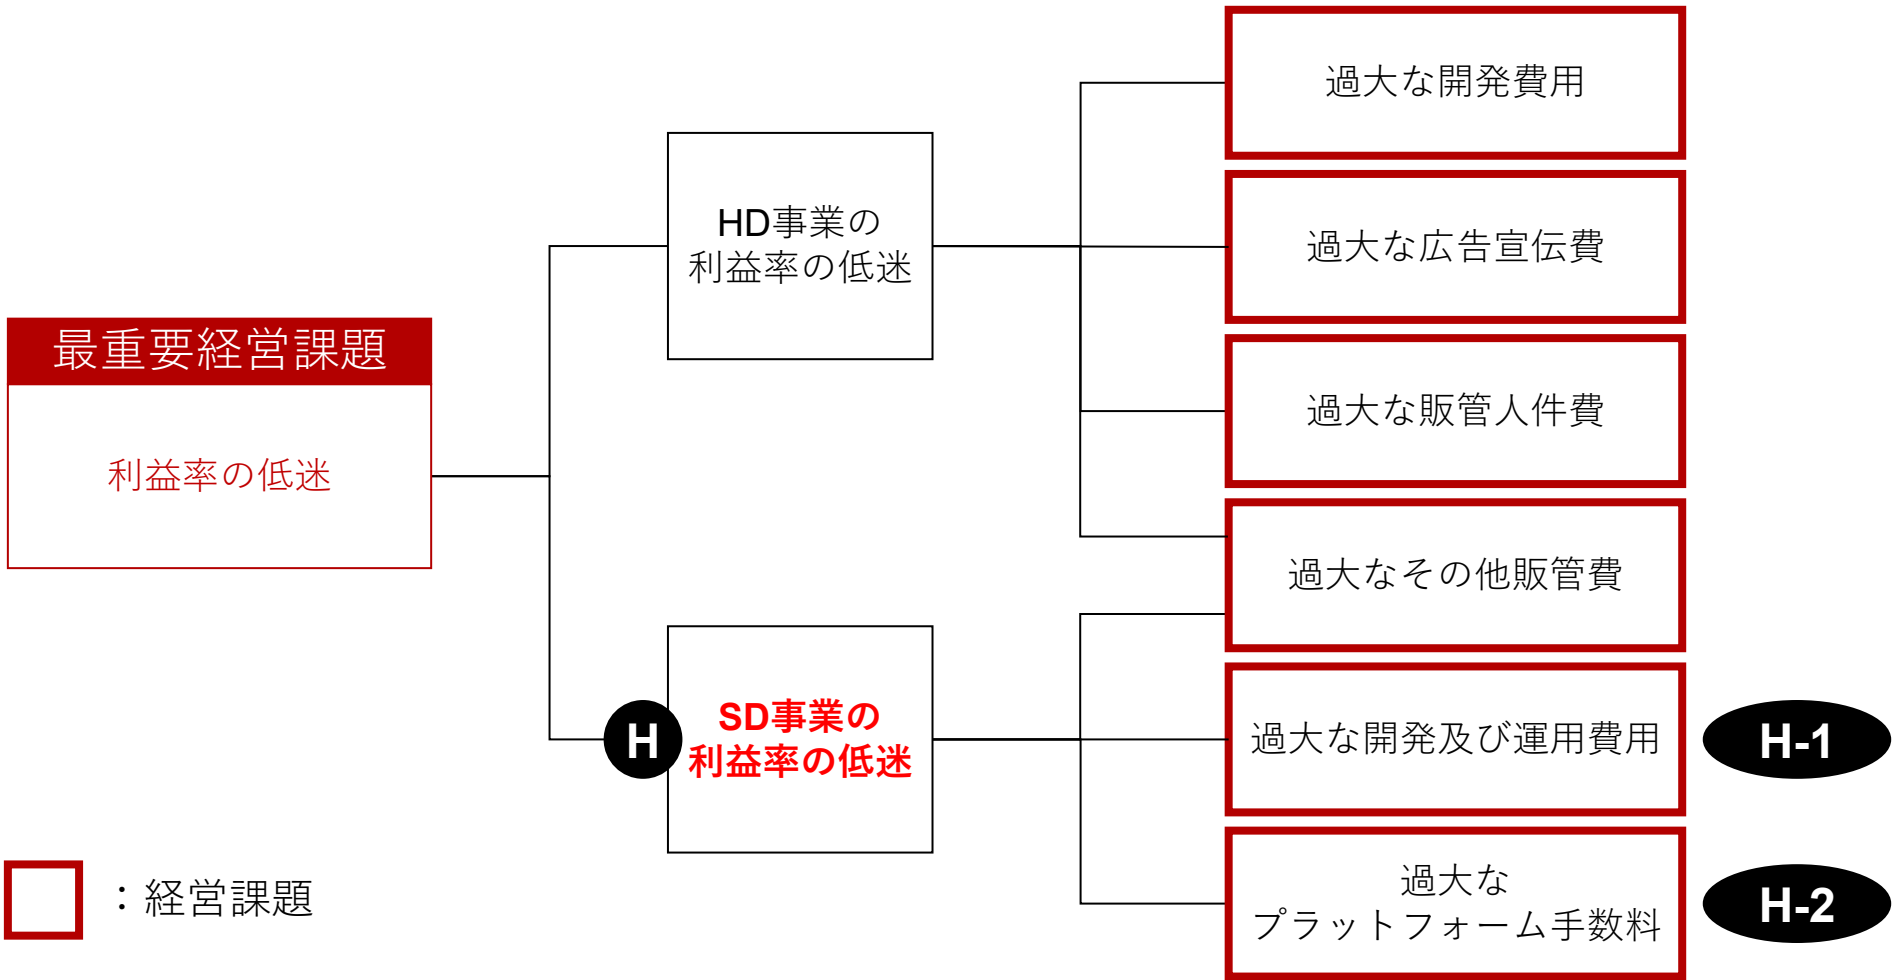 最重要経営課題
利益率の低迷
HD事業の
利益率の低迷
H
SD事業の
利益率の低迷
過大な開発費用
過大な広告宣伝費
過大な販管人件費
過大なその他販管費
過大な開発及び運用費用
H-1
過大な
プラットフォーム手数料
H-2
：経営課題